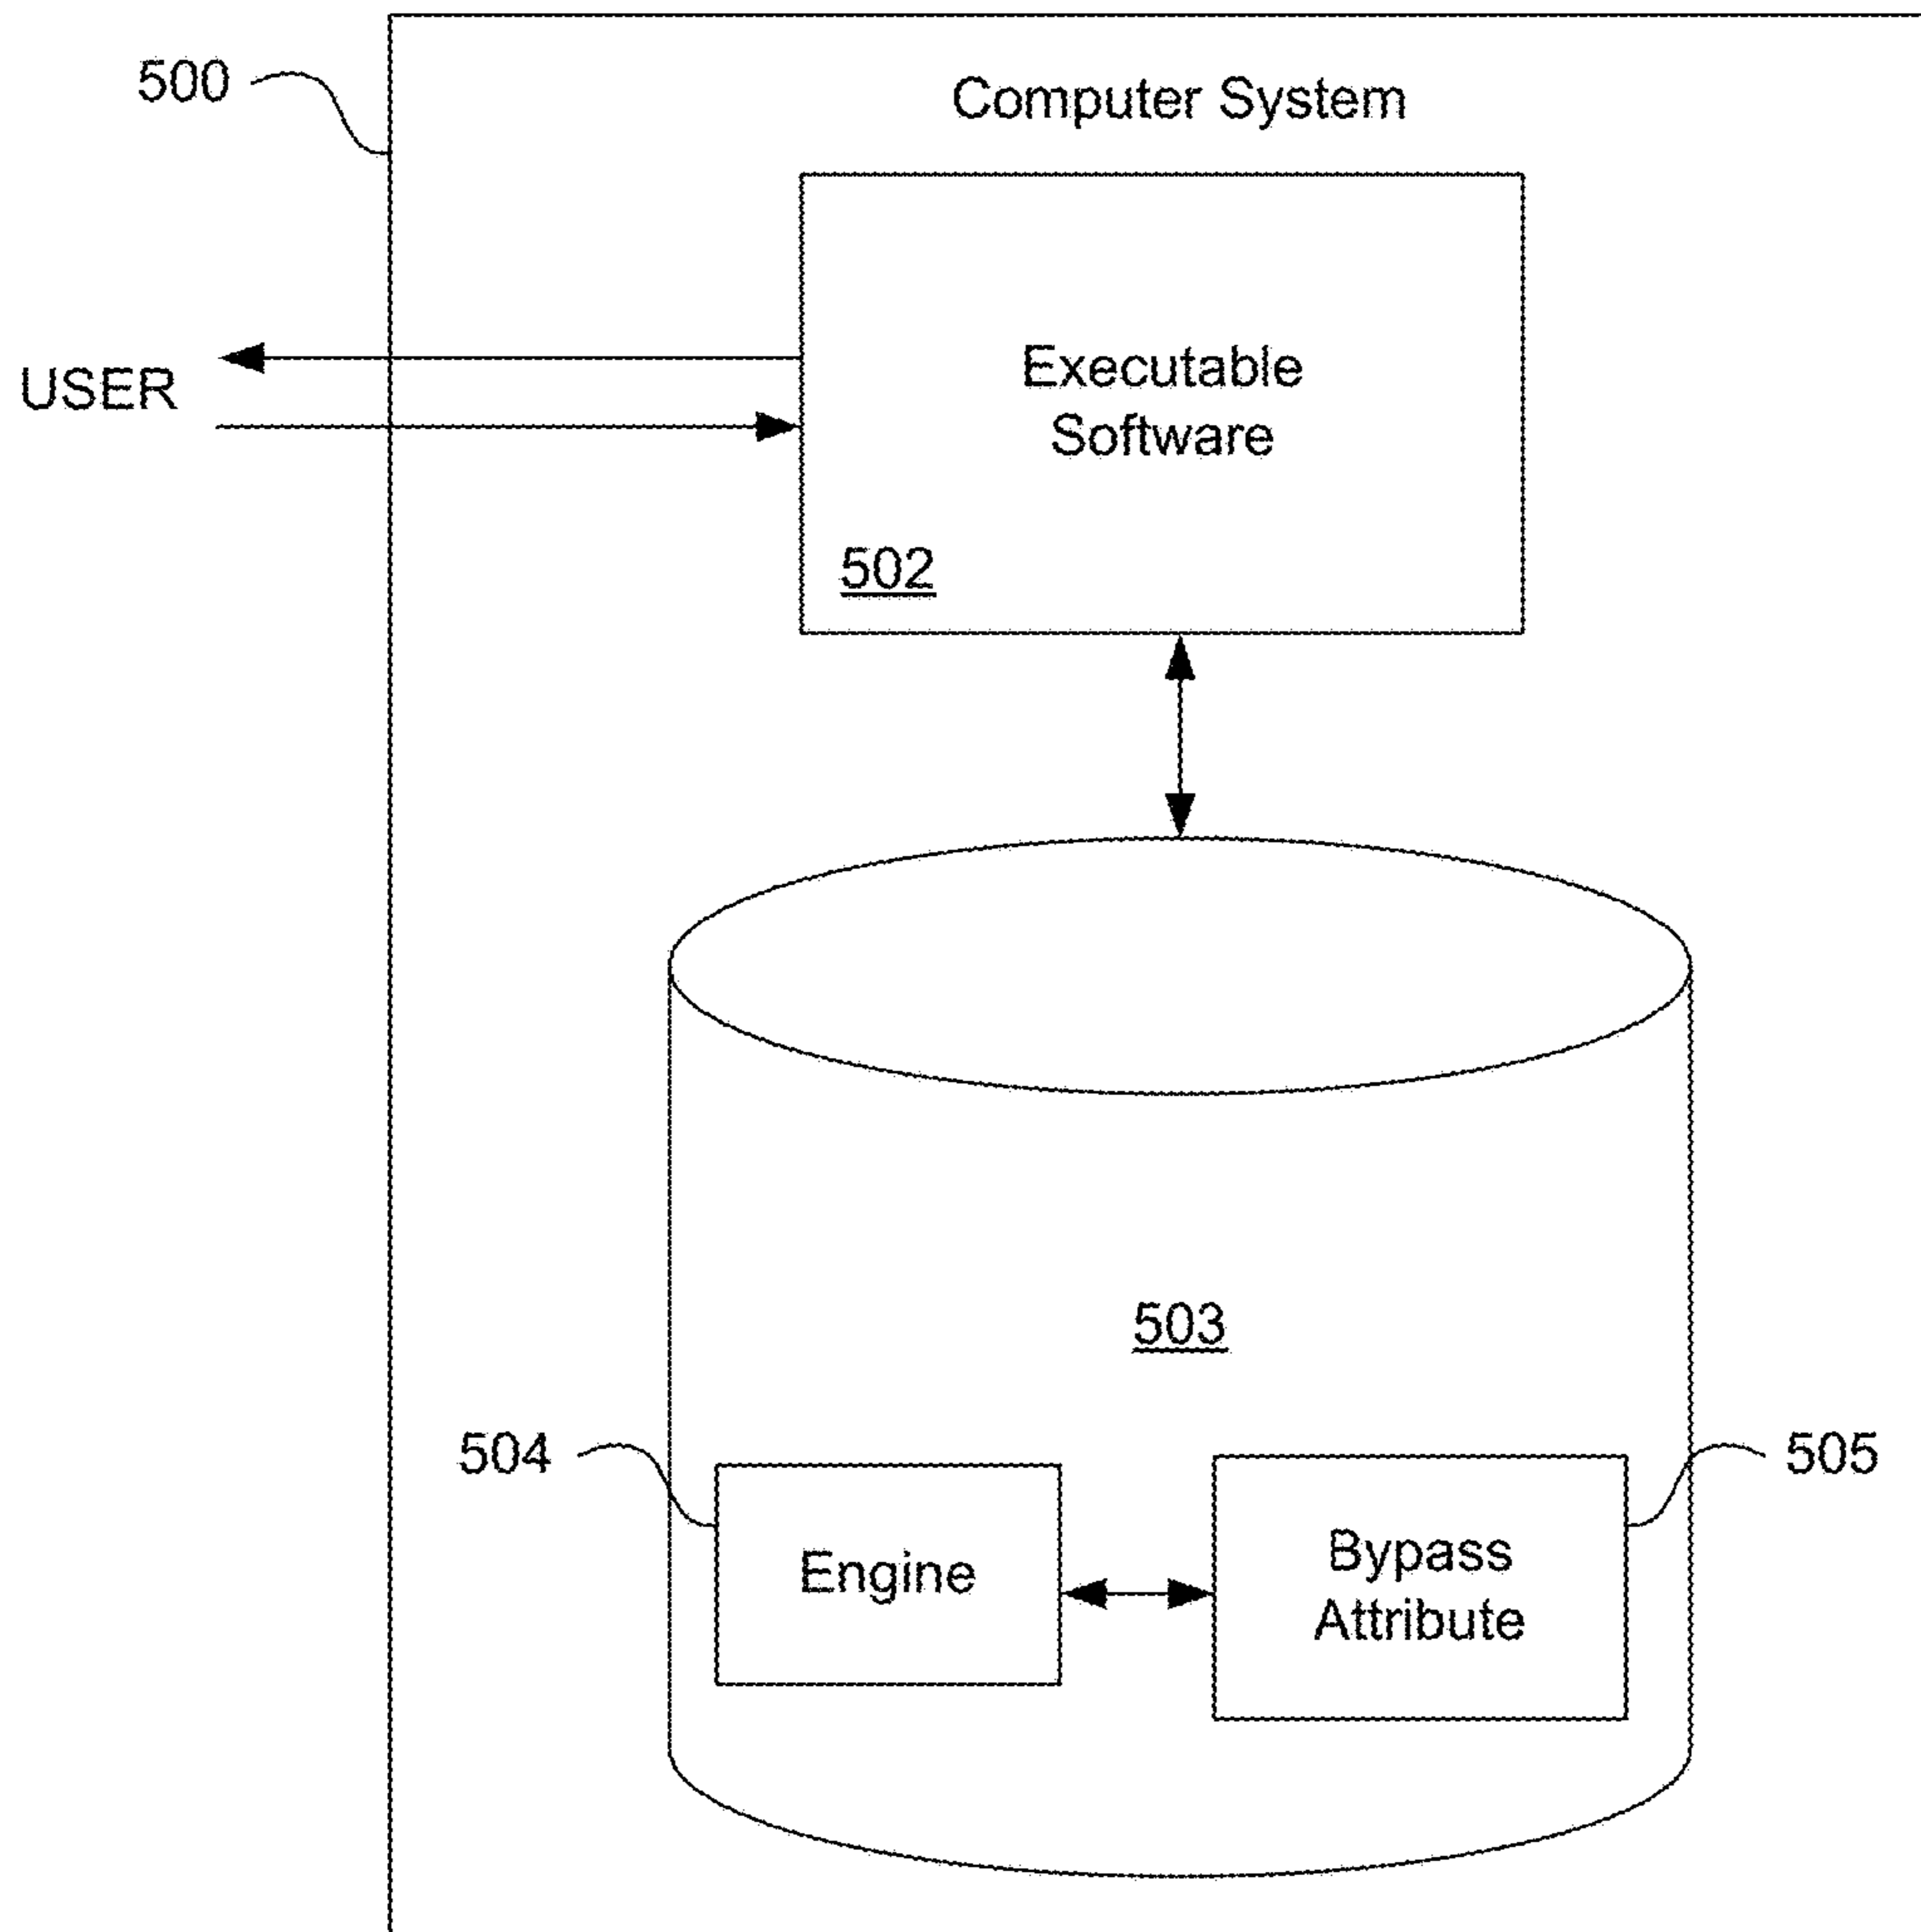 500
Computer System
USER
Executable
Software
502
503
504
505
Engine
Bypass
Attribute